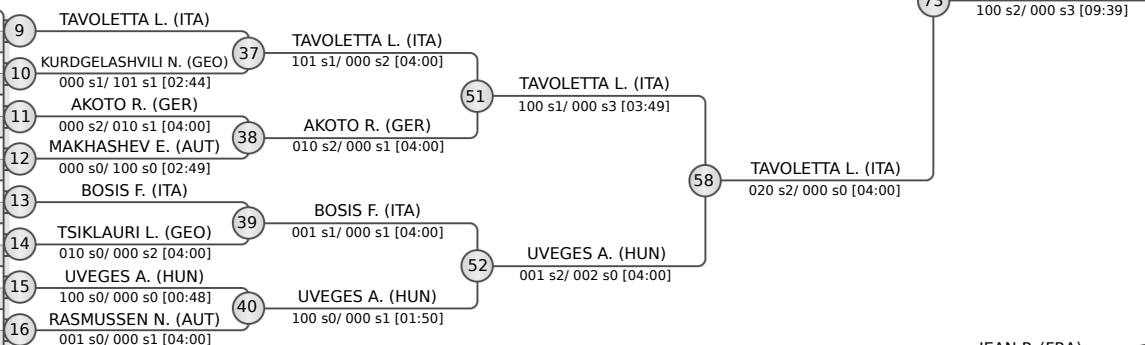 73
100 s2/ 000 s3 [09:39]
9
TAVOLETTA L. (ITA)
37
TAVOLETTA L. (ITA)
101 s1/ 000 s2 [04:00]
10
KURDGELASHVILI N. (GEO)
000 s1/ 101 s1 [02:44]
51
TAVOLETTA L. (ITA)
100 s1/ 000 s3 [03:49]
11
AKOTO R. (GER)
000 s2/ 010 s1 [04:00]
38
AKOTO R. (GER)
010 s2/ 000 s1 [04:00]
12
MAKHASHEV E. (AUT)
000 s0/ 100 s0 [02:49]
58
TAVOLETTA L. (ITA)
020 s2/ 000 s0 [04:00]
13
BOSIS F. (ITA)
39
BOSIS F. (ITA)
001 s1/ 000 s1 [04:00]
14
TSIKLAURI L. (GEO)
010 s0/ 000 s2 [04:00]
52
UVEGES A. (HUN)
001 s2/ 002 s0 [04:00]
15
UVEGES A. (HUN)
100 s0/ 000 s0 [00:48]
40
UVEGES A. (HUN)
100 s0/ 000 s1 [01:50]
16
RASMUSSEN N. (AUT)
001 s0/ 000 s1 [04:00]